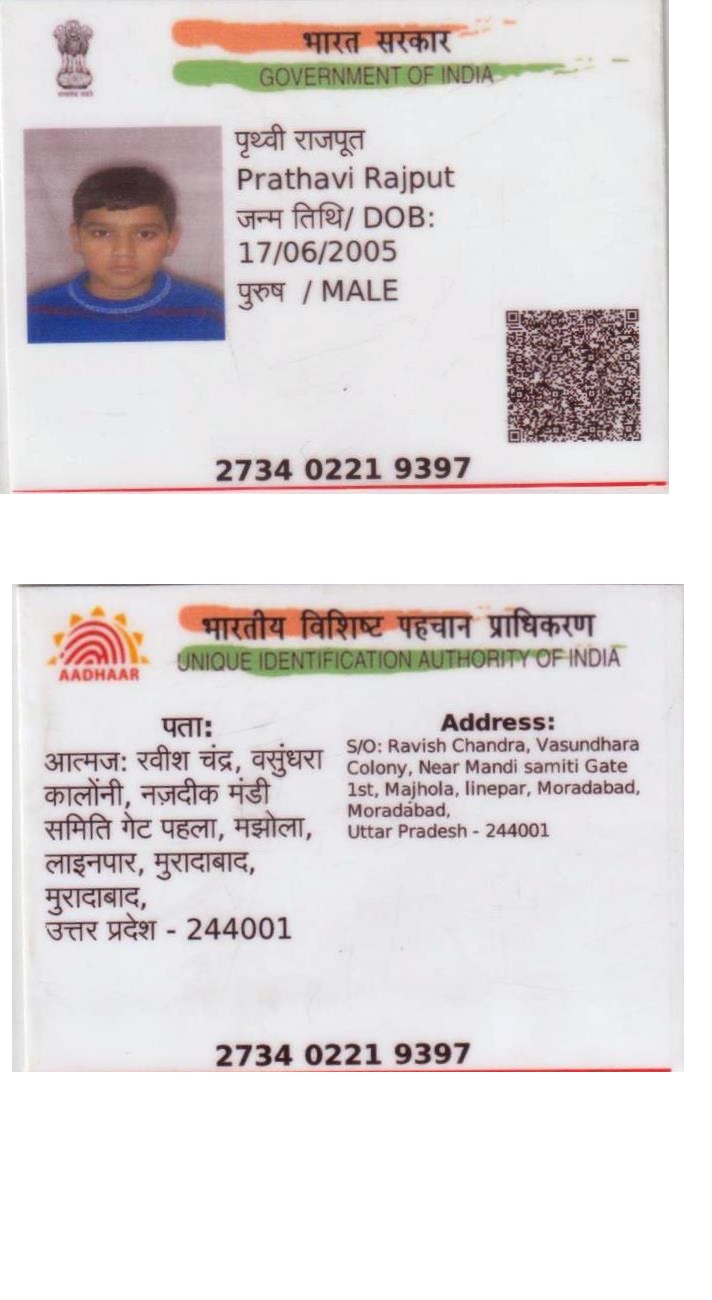 भारत सरकार
GOVERNMENT OF INDIA
पृथ्वी राजपूत
Prathavi Rajput
जन्म तिथि/ DOB:
17/06/2005
पुरुष / MALE
2734 0221 9397
भारतीय विशिष्ट पहचान प्राधिकरण
UNIQUE IDENTIFICATION AUTHORITY OF INDIA
AADHAAR
पता:
आत्मज: रवीश चंद्र, वसुंधरा
कालोंनी, नज़दीक मंडी
समिति गेट पहला, मझोला,
लाइनपार, मुरादाबाद,
मुरादाबाद,
उत्तर प्रदेश - 244001
Address:
S/O: Ravish Chandra, Vasundhara
Colony, Near Mandi samiti Gate
1st, Majhola, linepar, Moradabad,
Moradabad,
Uttar Pradesh - 244001
2734 0221 9397